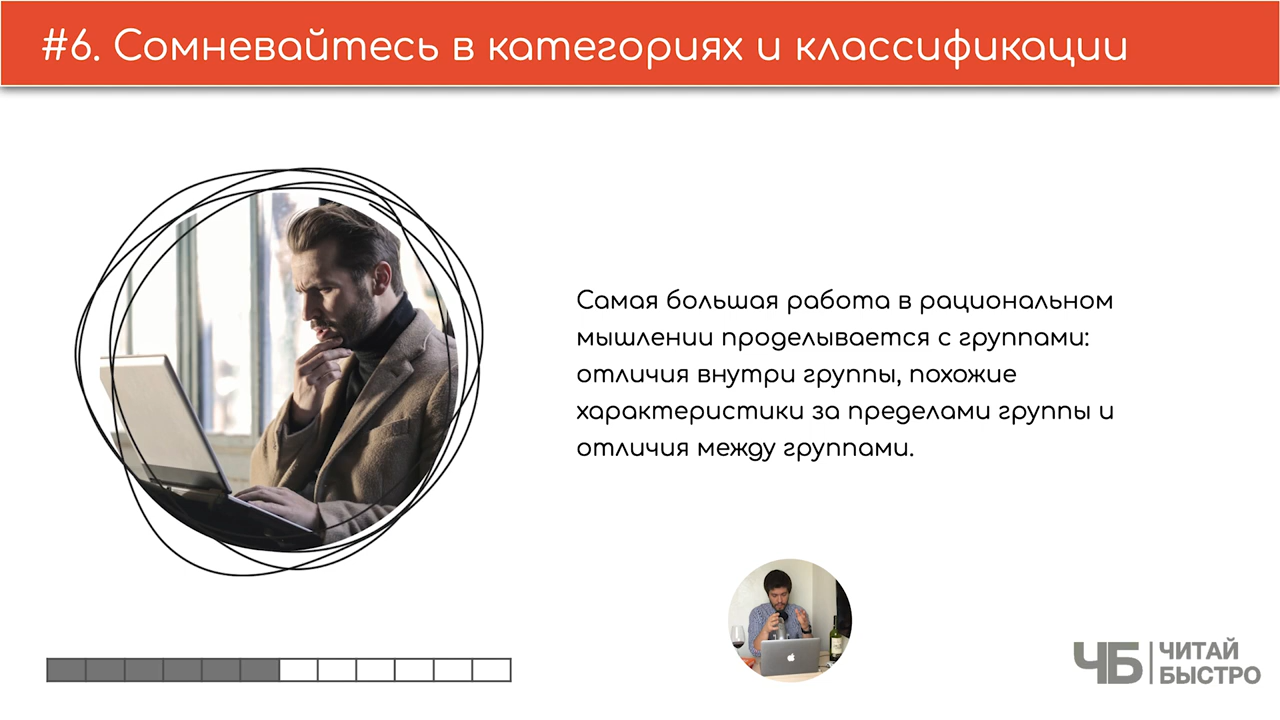 #6. Сомневайтесь в категориях и классификации
Самая большая работа в рациональном
мышлении проделывается с группами:
отличия внутри группы, похожие
характеристики за пределами группы и
отличия между группами.
ЧБ
ЧИТАЙ
БЫСТРО